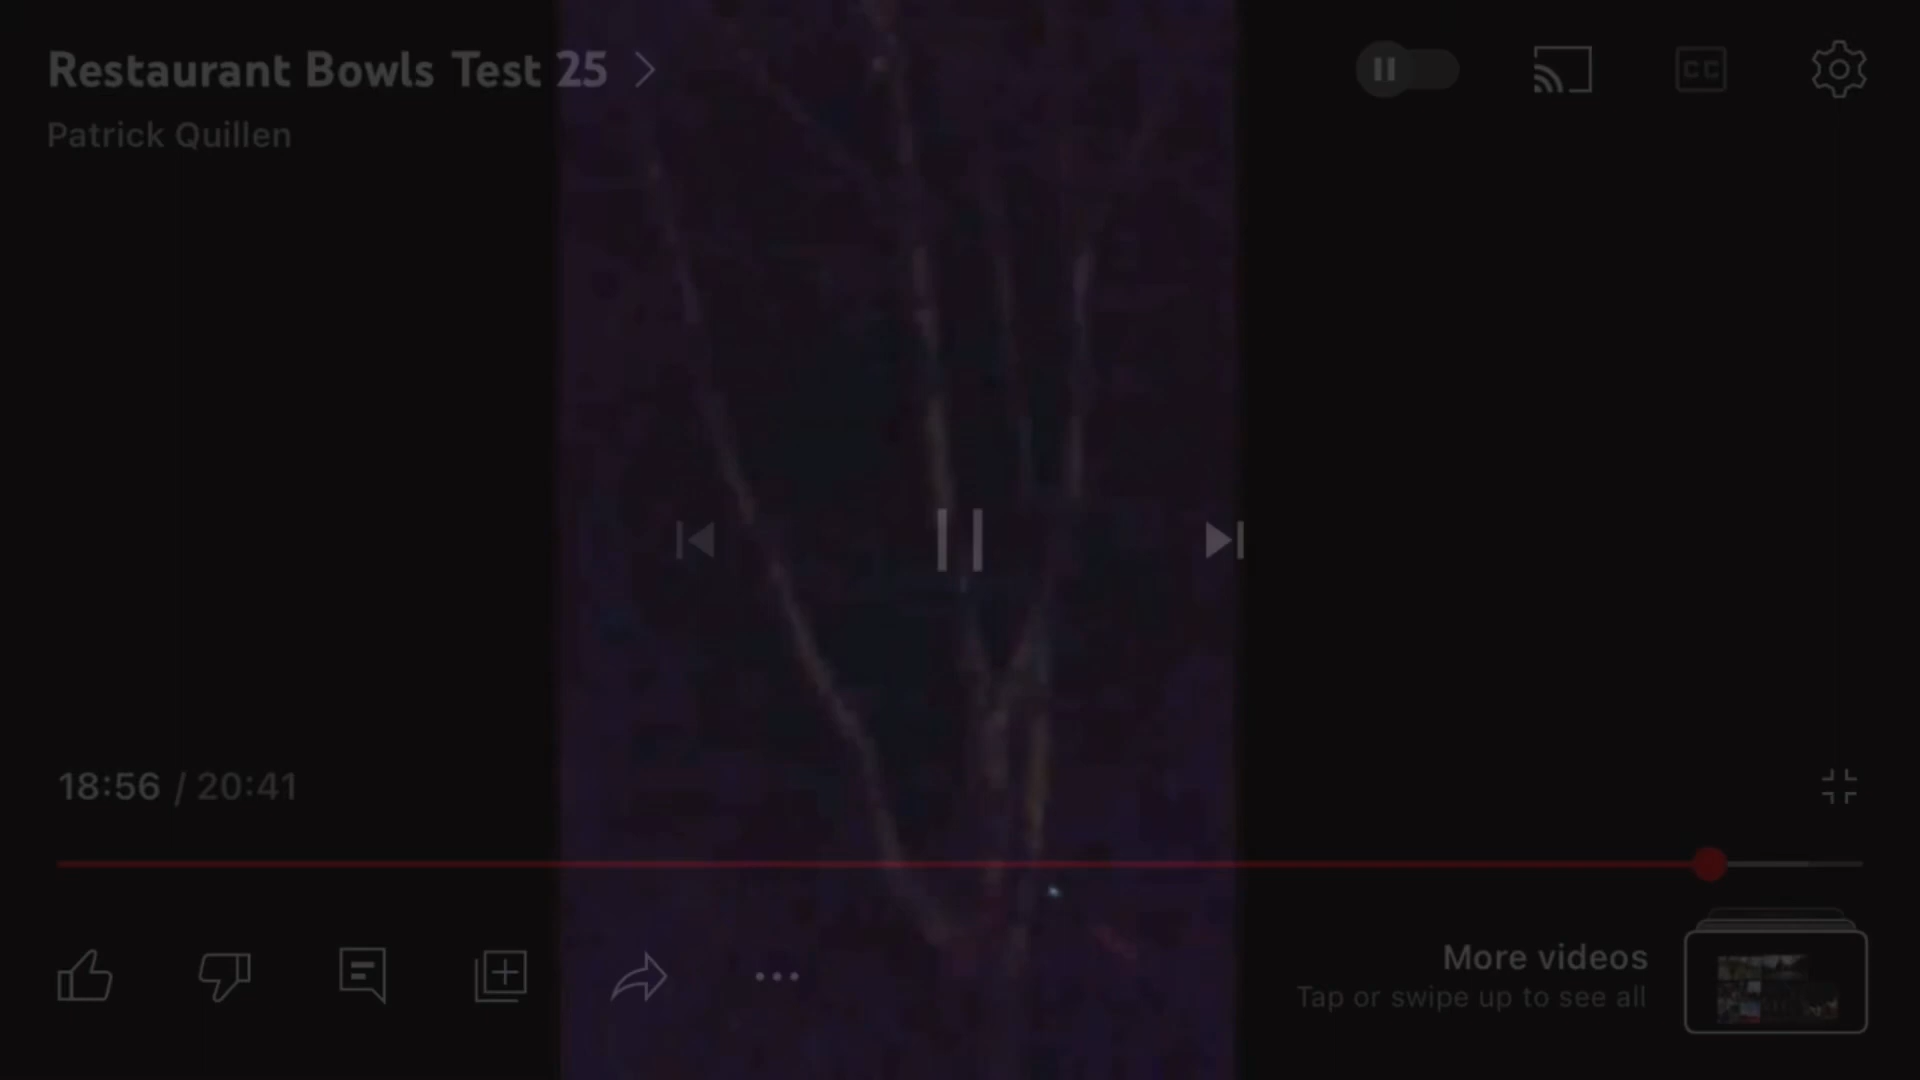 Restaurant Bowls Test 25
Patrick Quillen
CC
18:56 / 20:41
More videos
Tap or swipe up to see all